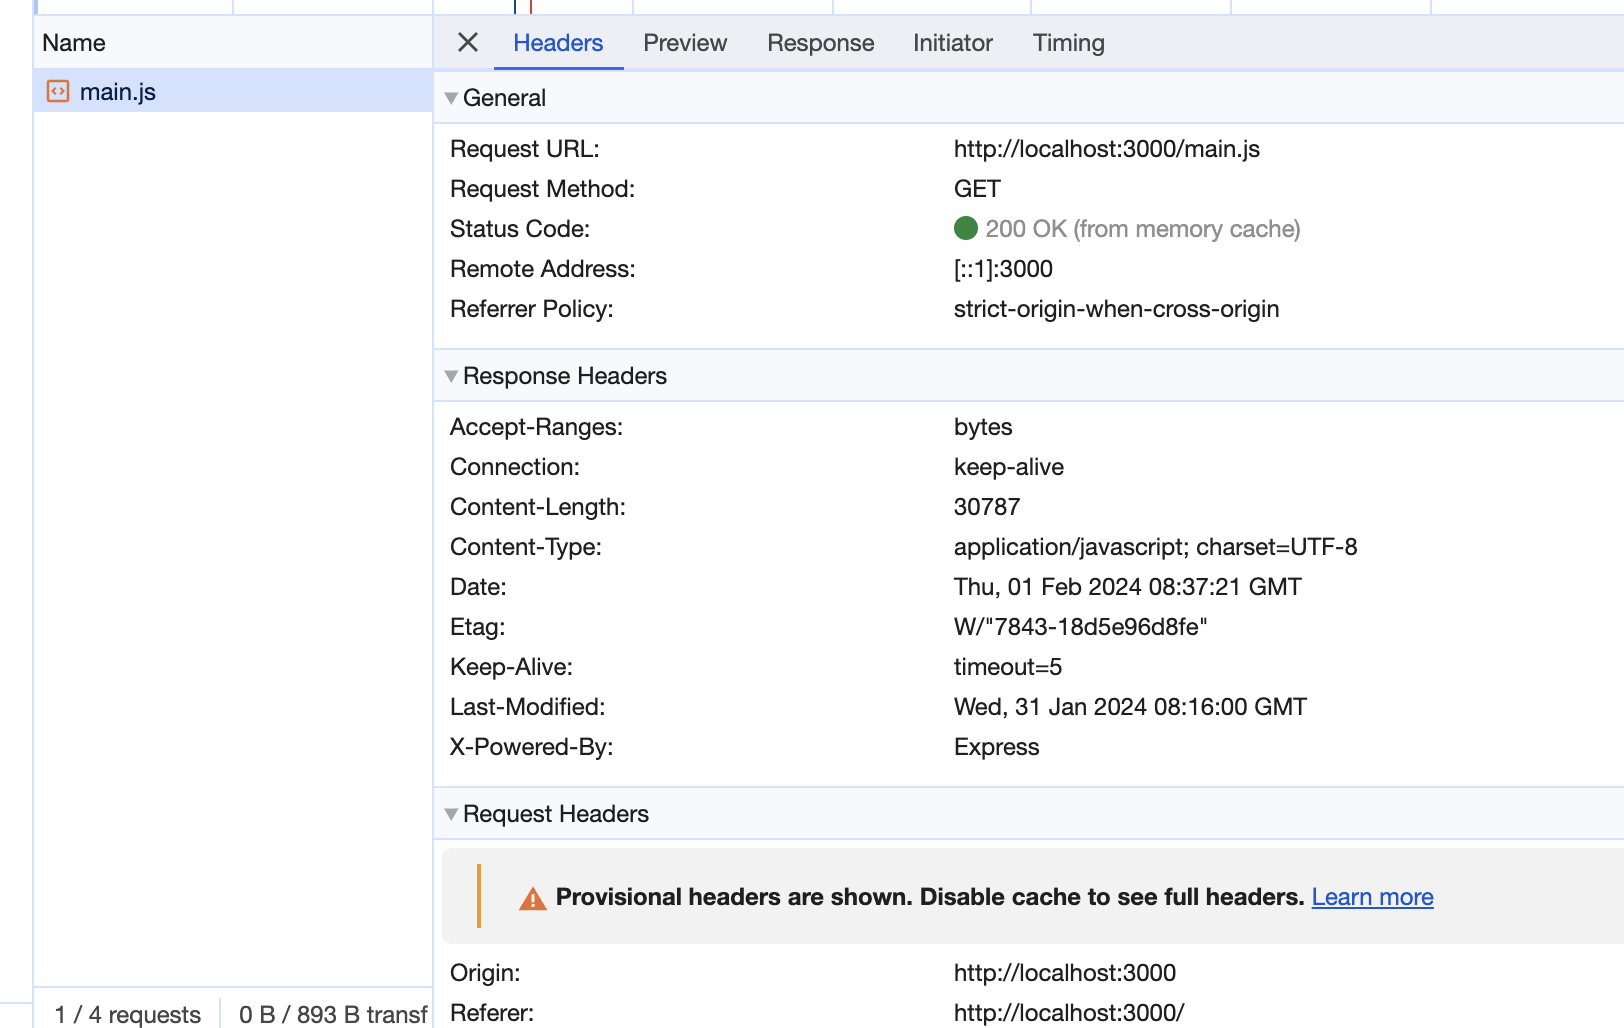 Name
main.js
Headers Preview Response Initiator Timing
General
Request URL: http://localhost:3000/main.js
Request Method: GET
Status Code: 200 OK (from memory cache)
Remote Address: [::1]:3000
Referrer Policy: strict-origin-when-cross-origin
Response Headers
Accept-Ranges: bytes
Connection: keep-alive
Content-Length: 30787
Content-Type: application/javascript; charset=UTF-8
Date: Thu, 01 Feb 2024 08:37:21 GMT
Etag: W/"7843-18d5e96d8fe"
Keep-Alive: timeout=5
Last-Modified: Wed, 31 Jan 2024 08:16:00 GMT
X-Powered-By: Express
Request Headers
Provisional headers are shown. Disable cache to see full headers. Learn more
Origin: http://localhost:3000
Referer: http://localhost:3000/
1 / 4 requests 0 B / 893 B transf